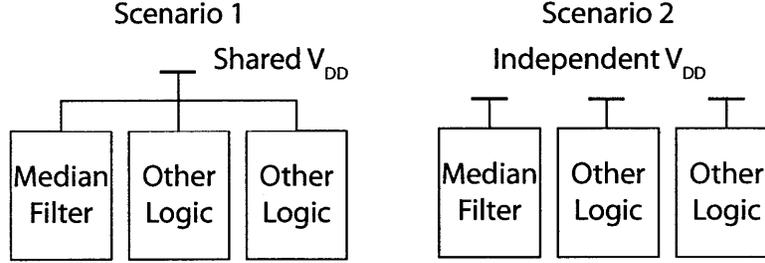 Scenario 1
Shared V_DD
Median Filter
Other Logic
Other Logic
Scenario 2
Independent V_DD
Median Filter
Other Logic
Other Logic